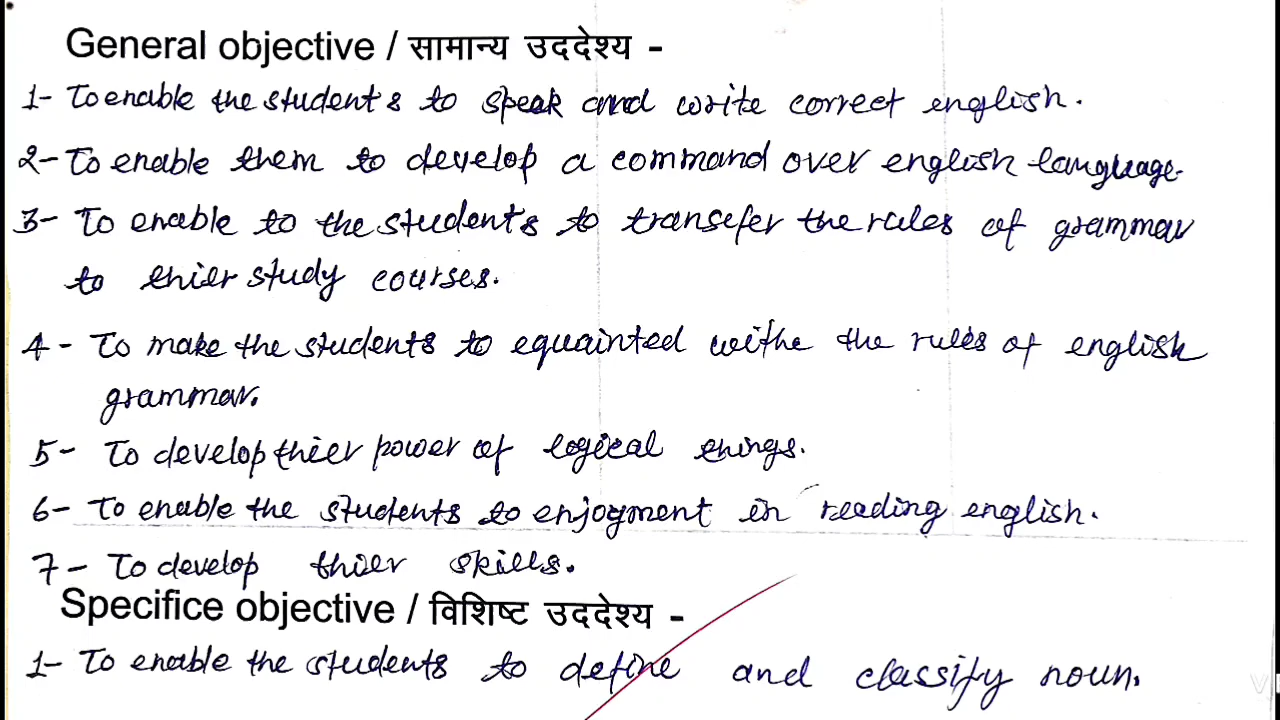 General objective / सामान्य उददेश्य -
1- To enable the students to speak and write correct english.
2- To enable them to develop a command over english language.
3- To enable to the students to transefer the rules of grammar
to thier study courses.
4- To make the students to equainted withe the rules of english
grammar.
5- To develop thier power of logical things.
6- To enable the students to enjoyment in reading english.
7- To develop thier skills.
Specifice objective / विशिष्ट उददेश्य -
1- To enable the students to define and classify noun.